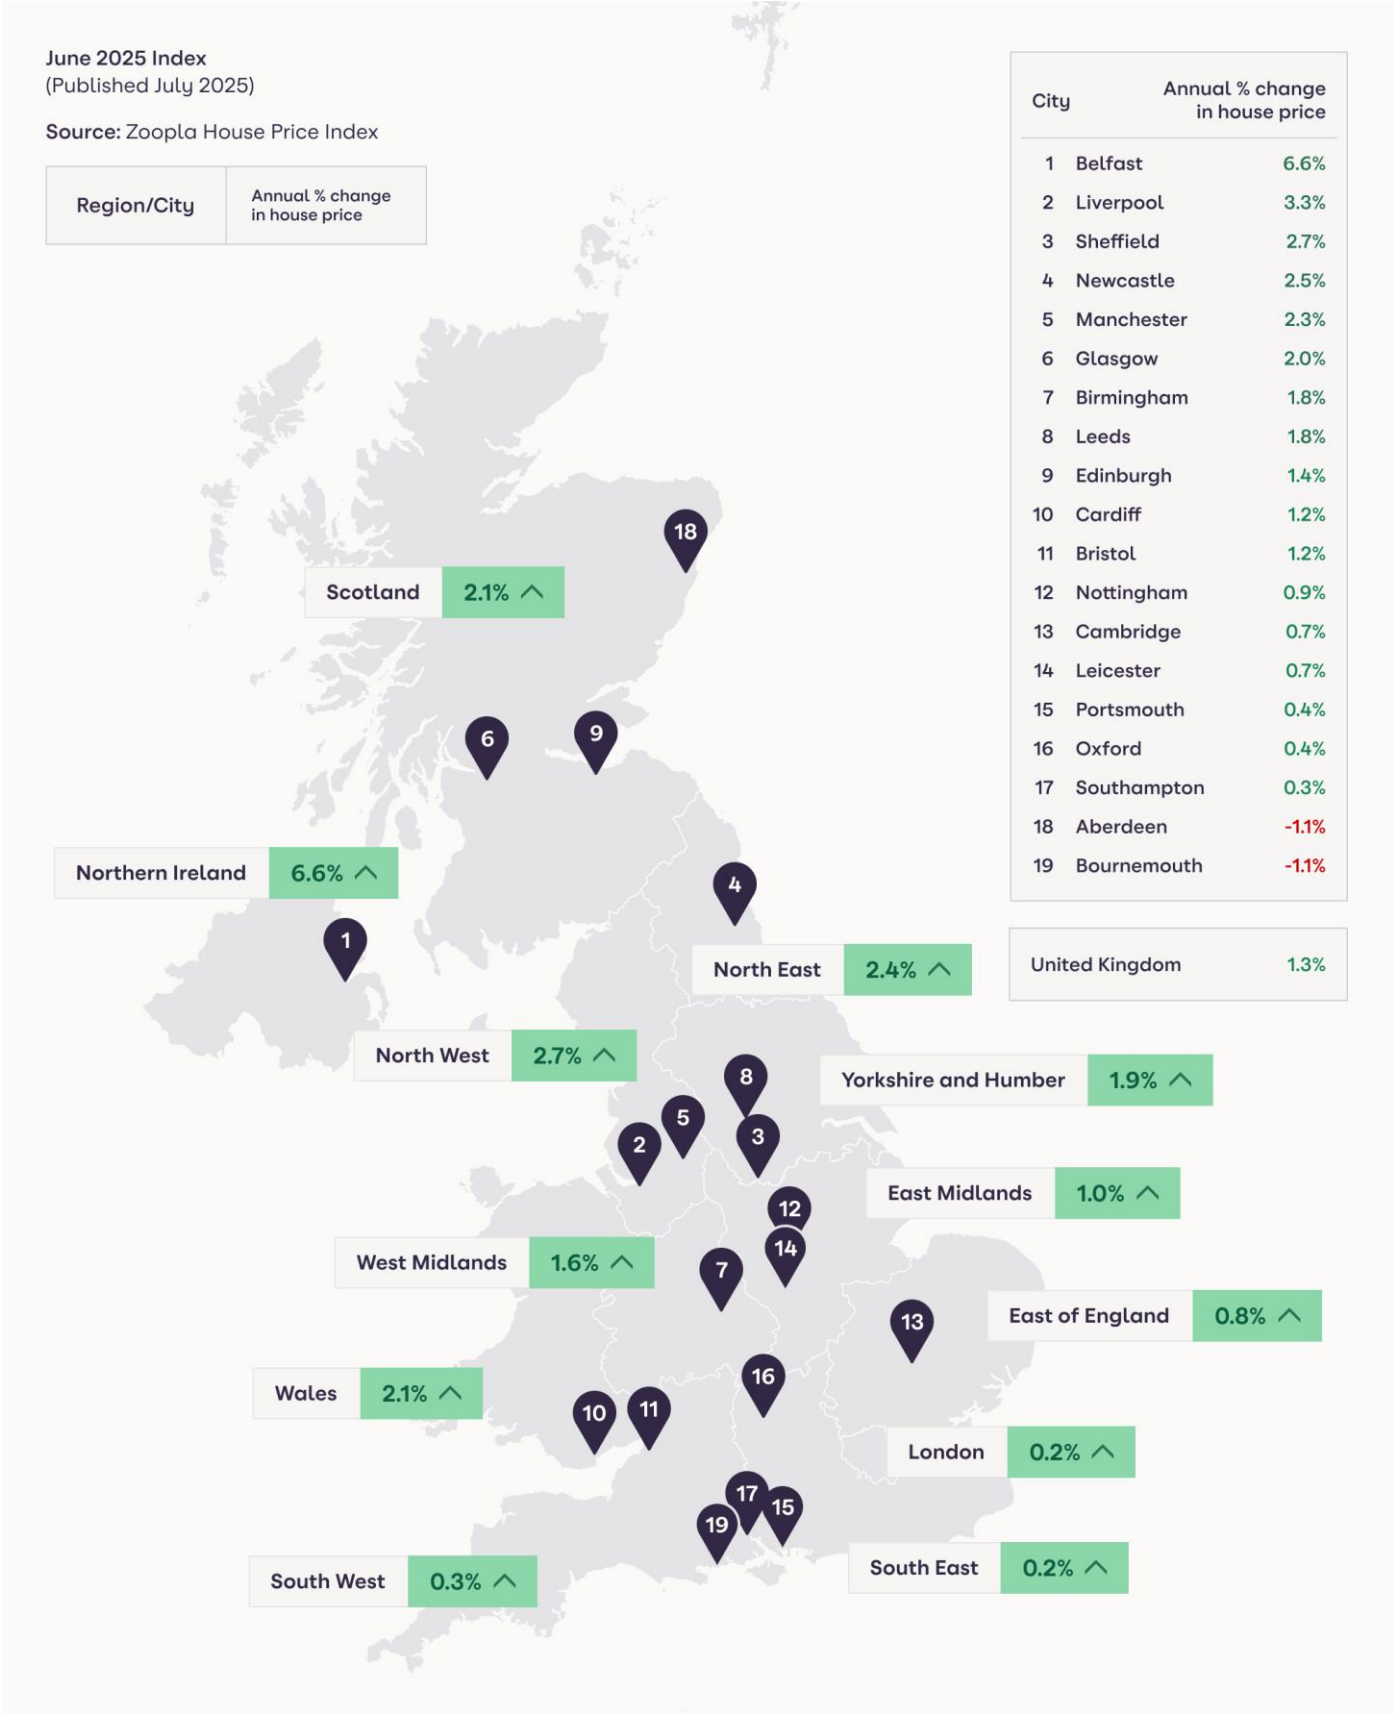 June 2025 Index
(Published July 2025)
Source: Zoopla House Price Index
Region/City
Annual % change
in house price
City
Annual % change
in house price
1 Belfast 6.6%
2 Liverpool 3.3%
3 Sheffield 2.7%
4 Newcastle 2.5%
5 Manchester 2.3%
6 Glasgow 2.0%
7 Birmingham 1.8%
8 Leeds 1.8%
9 Edinburgh 1.4%
10 Cardiff 1.2%
11 Bristol 1.2%
12 Nottingham 0.9%
13 Cambridge 0.7%
14 Leicester 0.7%
15 Portsmouth 0.4%
16 Oxford 0.4%
17 Southampton 0.3%
18 Aberdeen -1.1%
19 Bournemouth -1.1%
United Kingdom 1.3%
18
Scotland 2.1%
6
9
Northern Ireland 6.6%
4
1
North East 2.4%
North West 2.7%
8
Yorkshire and Humber 1.9%
5
3
2
East Midlands 1.0%
12
14
West Midlands 1.6%
7
East of England 0.8%
13
16
Wales 2.1%
10
11
London 0.2%
17
15
19
South East 0.2%
South West 0.3%